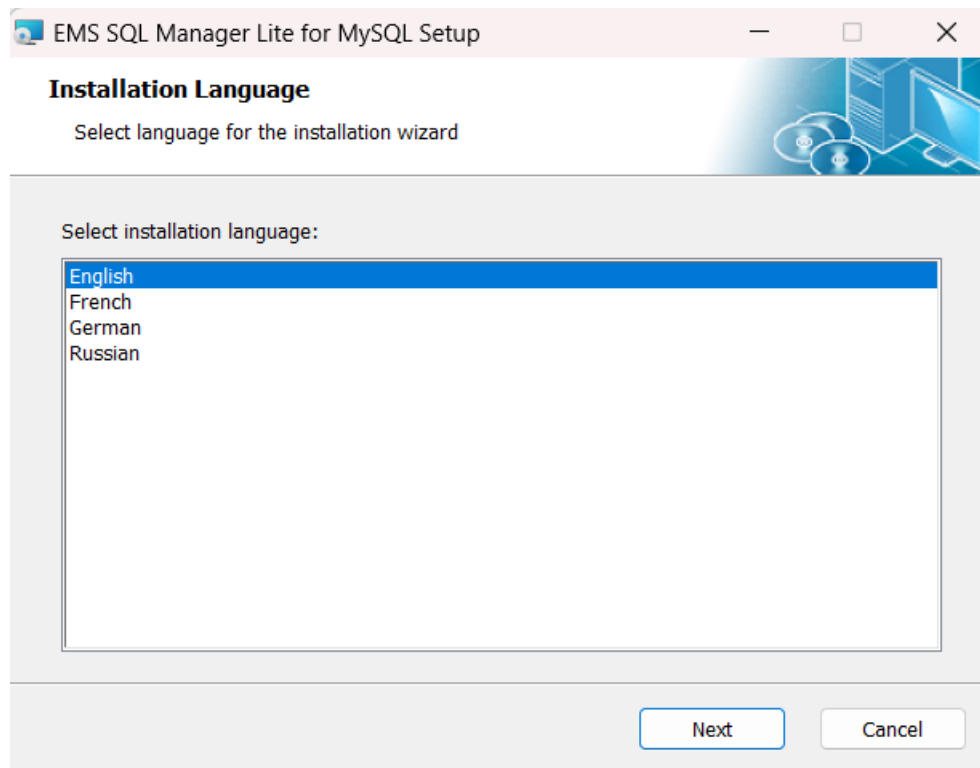 EMS SQL Manager Lite for MySQL Setup
Installation Language
Select language for the installation wizard
Select installation language:
English
French
German
Russian
Next
Cancel